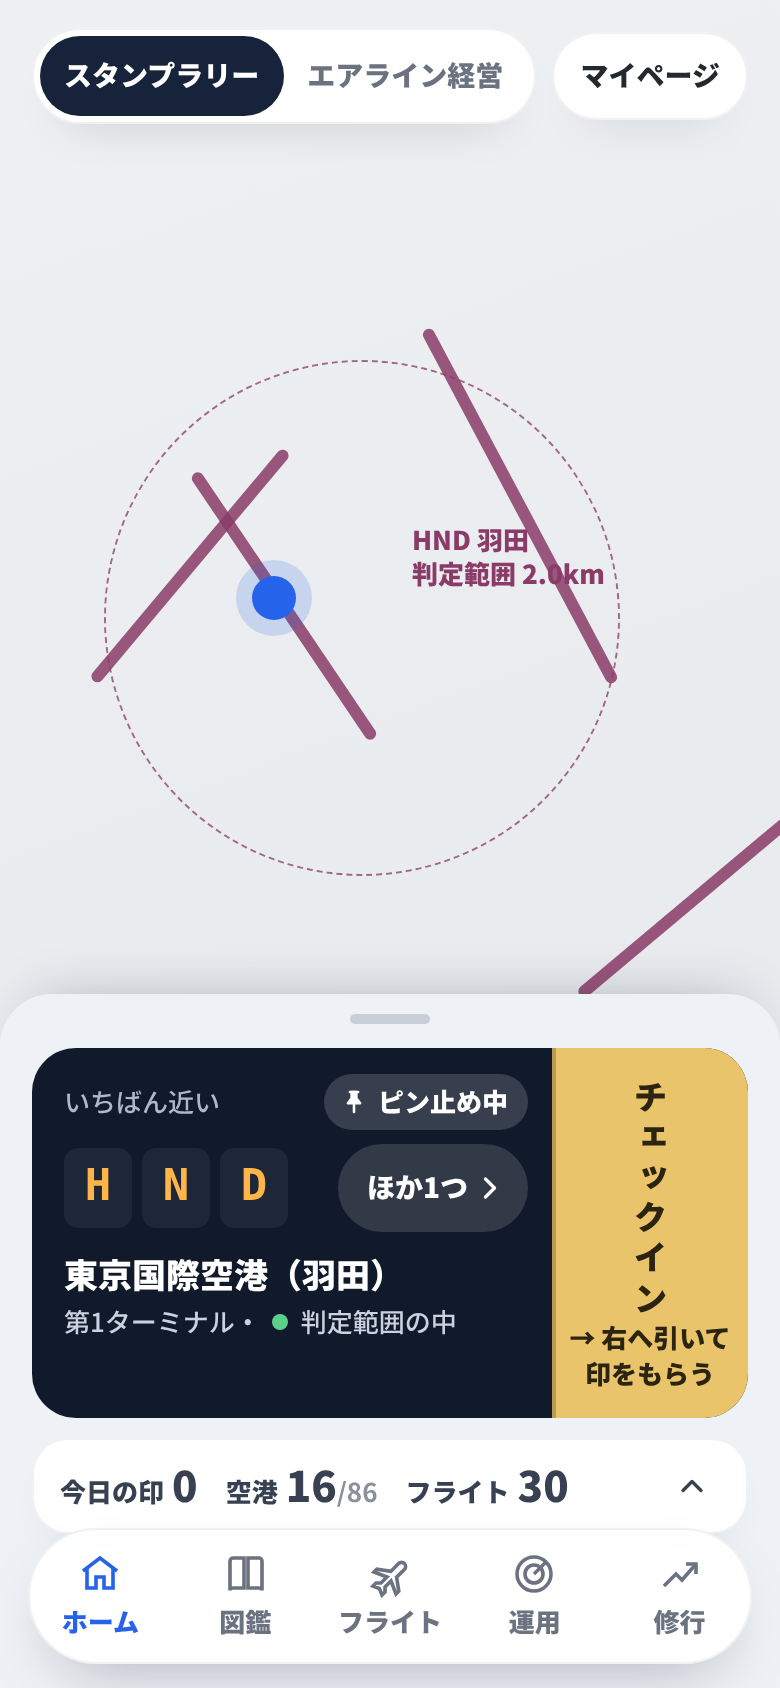 スタンプラリー エアライン経営 マイページ
HND 羽田
判定範囲 2.0km
いちばん近い ピン止め中
HND ほか1つ
東京国際空港（羽田）
第1ターミナル・ 判定範囲の中
チェックイン
→ 右へ引いて
印をもらう
今日の印 0 空港 16/86 フライト 30
ホーム 図鑑 フライト 運用 修行